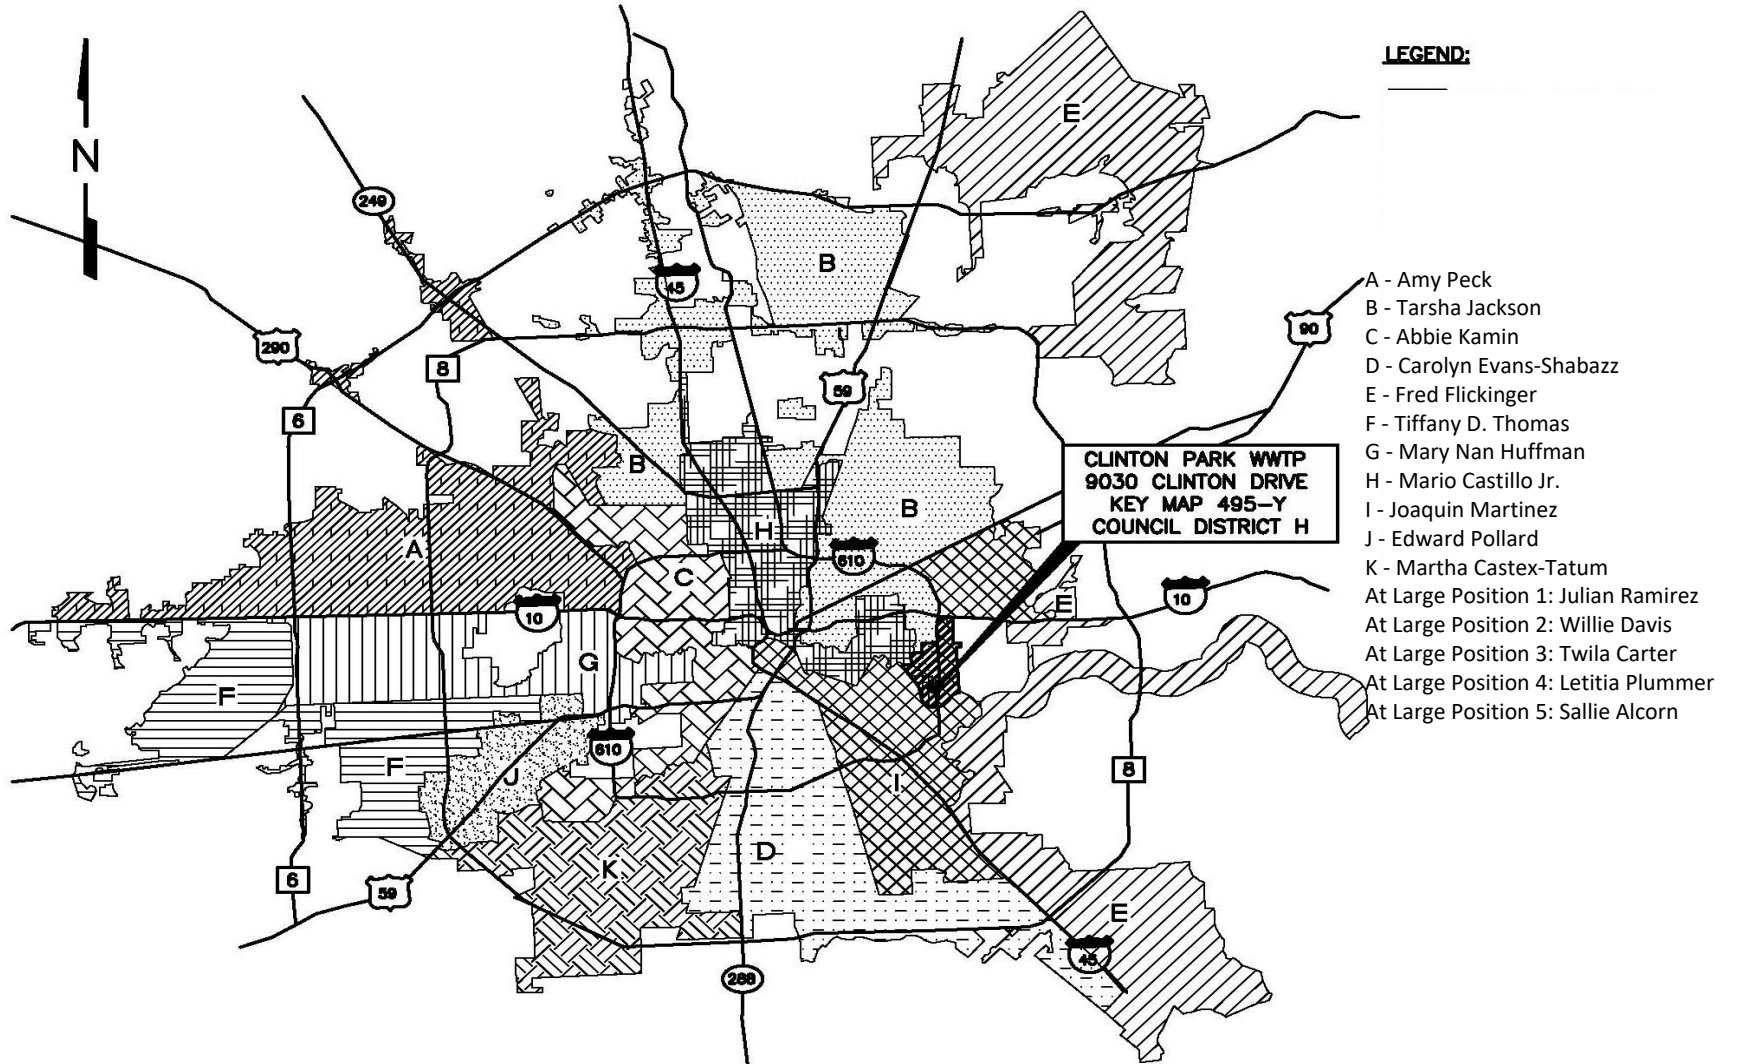 LEGEND:
N
E
249
B
45
290
8
59
90
6
A - Amy Peck
B - Tarsha Jackson
C - Abbie Kamin
D - Carolyn Evans-Shabazz
E - Fred Flickinger
F - Tiffany D. Thomas
G - Mary Nan Huffman
H - Mario Castillo Jr.
I - Joaquin Martinez
J - Edward Pollard
K - Martha Castex-Tatum
At Large Position 1: Julian Ramirez
At Large Position 2: Willie Davis
At Large Position 3: Twila Carter
At Large Position 4: Letitia Plummer
At Large Position 5: Sallie Alcorn
CLINTON PARK WWTP
9030 CLINTON DRIVE
KEY MAP 495-Y
COUNCIL DISTRICT H
B
B
H
A
610
C
10
E
10
G
F
610
F
J
I
8
D
K
6
59
E
45
288